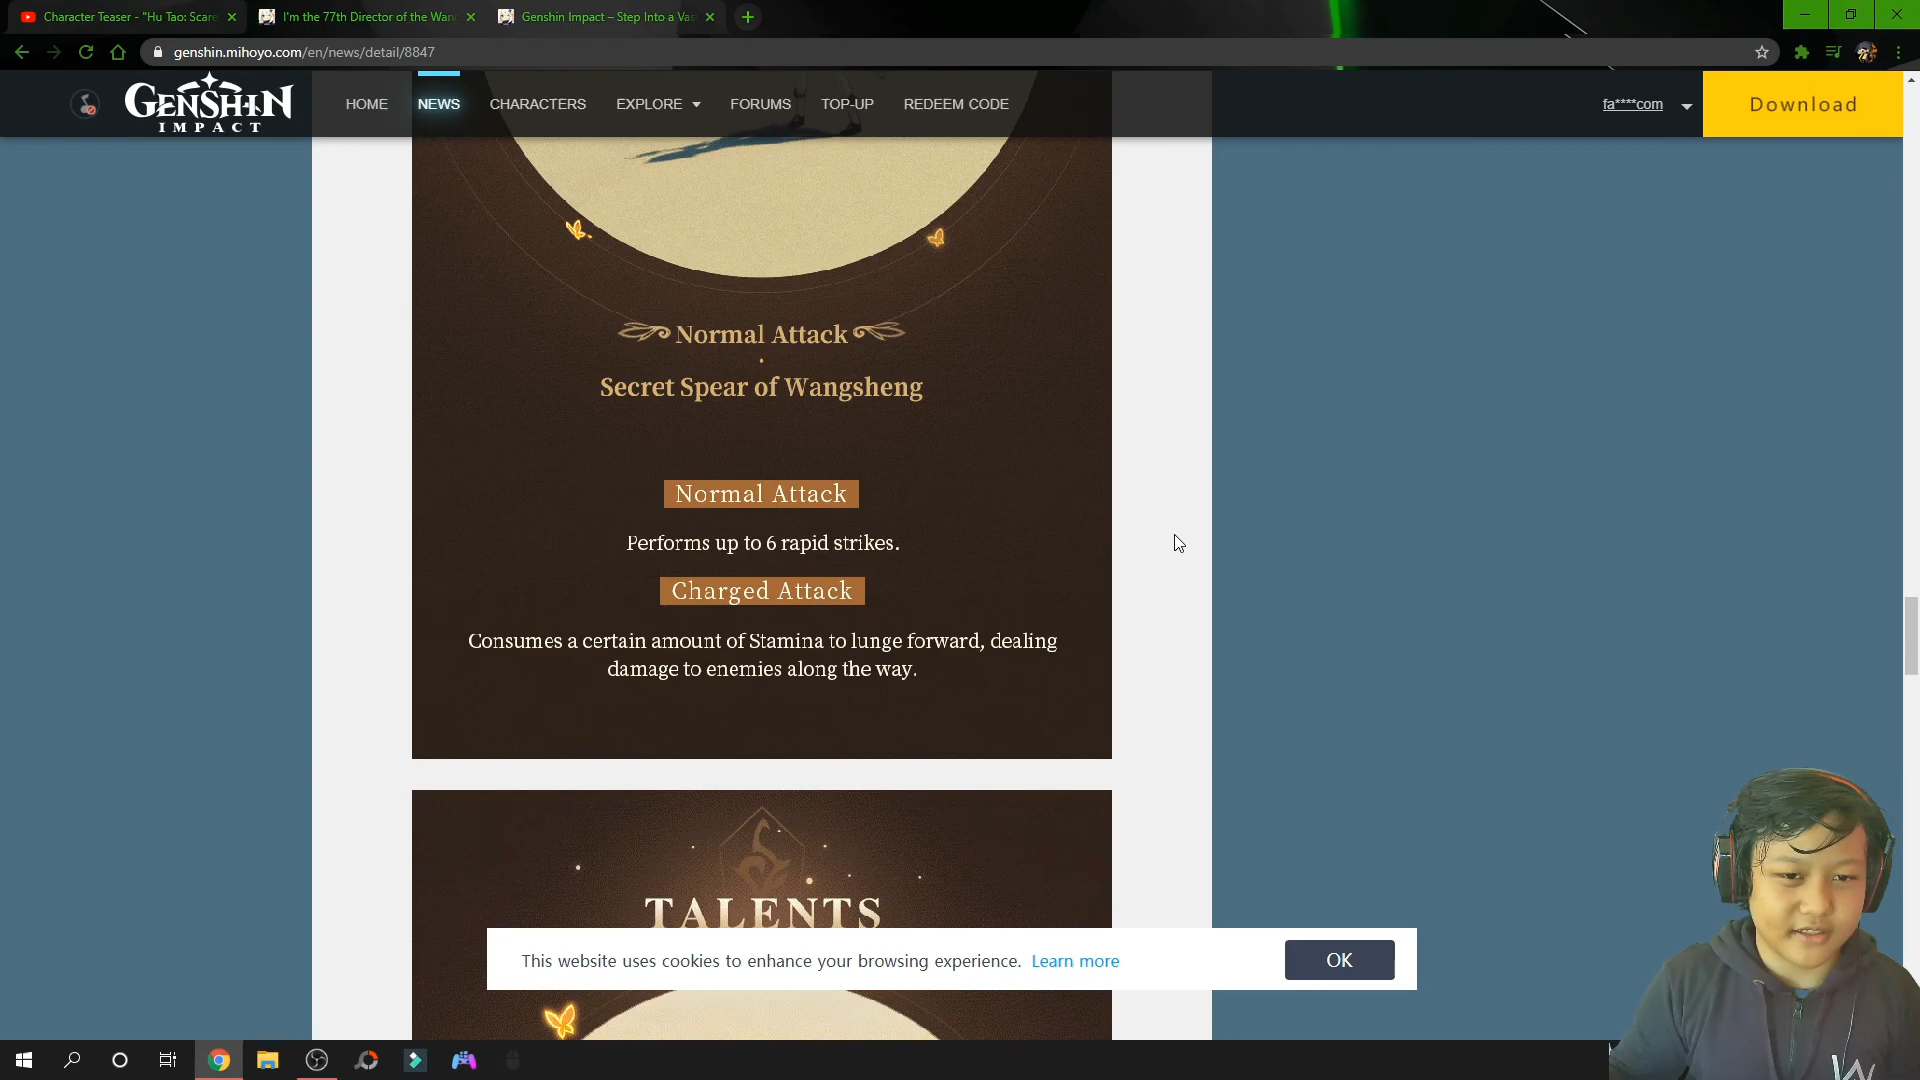 Character Teaser - "Hu Tao: Scare
I'm the 77th Director of the Wan
Genshin Impact – Step Into a Vas
genshin.mihoyo.com/en/news/detail/8847
GENSHIN
IMPACT
HOME
NEWS
CHARACTERS
EXPLORE
FORUMS
TOP-UP
REDEEM CODE
fa****com
Download
Normal Attack
·
Secret Spear of Wangsheng
Normal Attack
Performs up to 6 rapid strikes.
Charged Attack
Consumes a certain amount of Stamina to lunge forward, dealing
damage to enemies along the way.
TALENTS
This website uses cookies to enhance your browsing experience. Learn more
OK